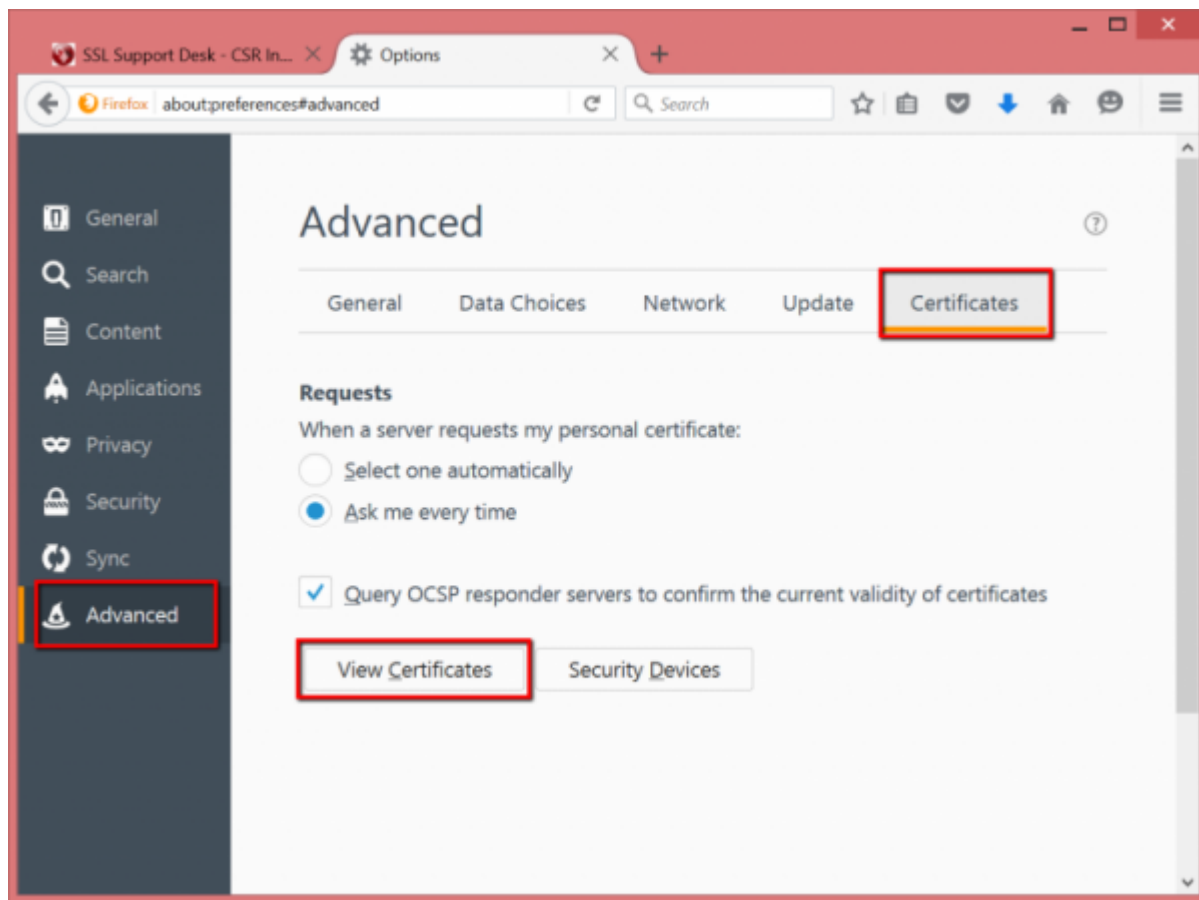 SSL Support Desk - CSR In...
Options
Firefox about:preferences#advanced
Search
General
Search
Content
Applications
Privacy
Security
Sync
Advanced
Advanced
General Data Choices Network Update Certificates
Requests
When a server requests my personal certificate:
Select one automatically
Ask me every time
Query OCSP responder servers to confirm the current validity of certificates
View Certificates Security Devices